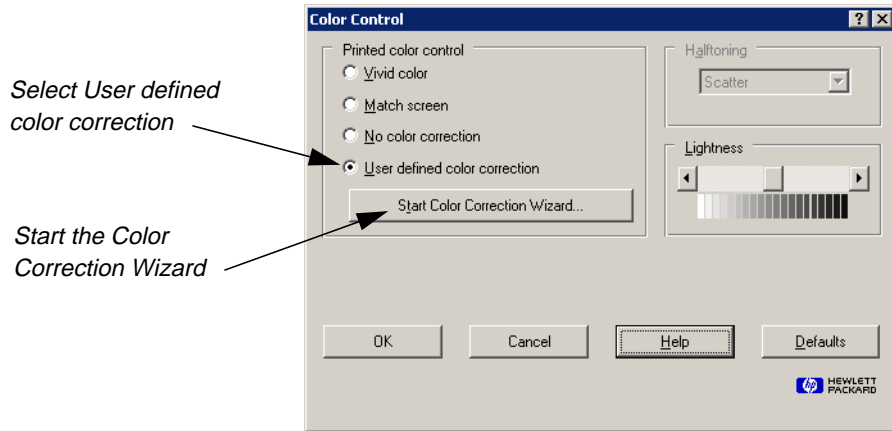 Color Control
Printed color control
Vivid color
Match screen
No color correction
User defined color correction
Start Color Correction Wizard...
Halftoning
Scatter
Lightness
Select User defined
color correction
Start the Color
Correction Wizard
OK
Cancel
Help
Defaults
hp HEWLETT
PACKARD